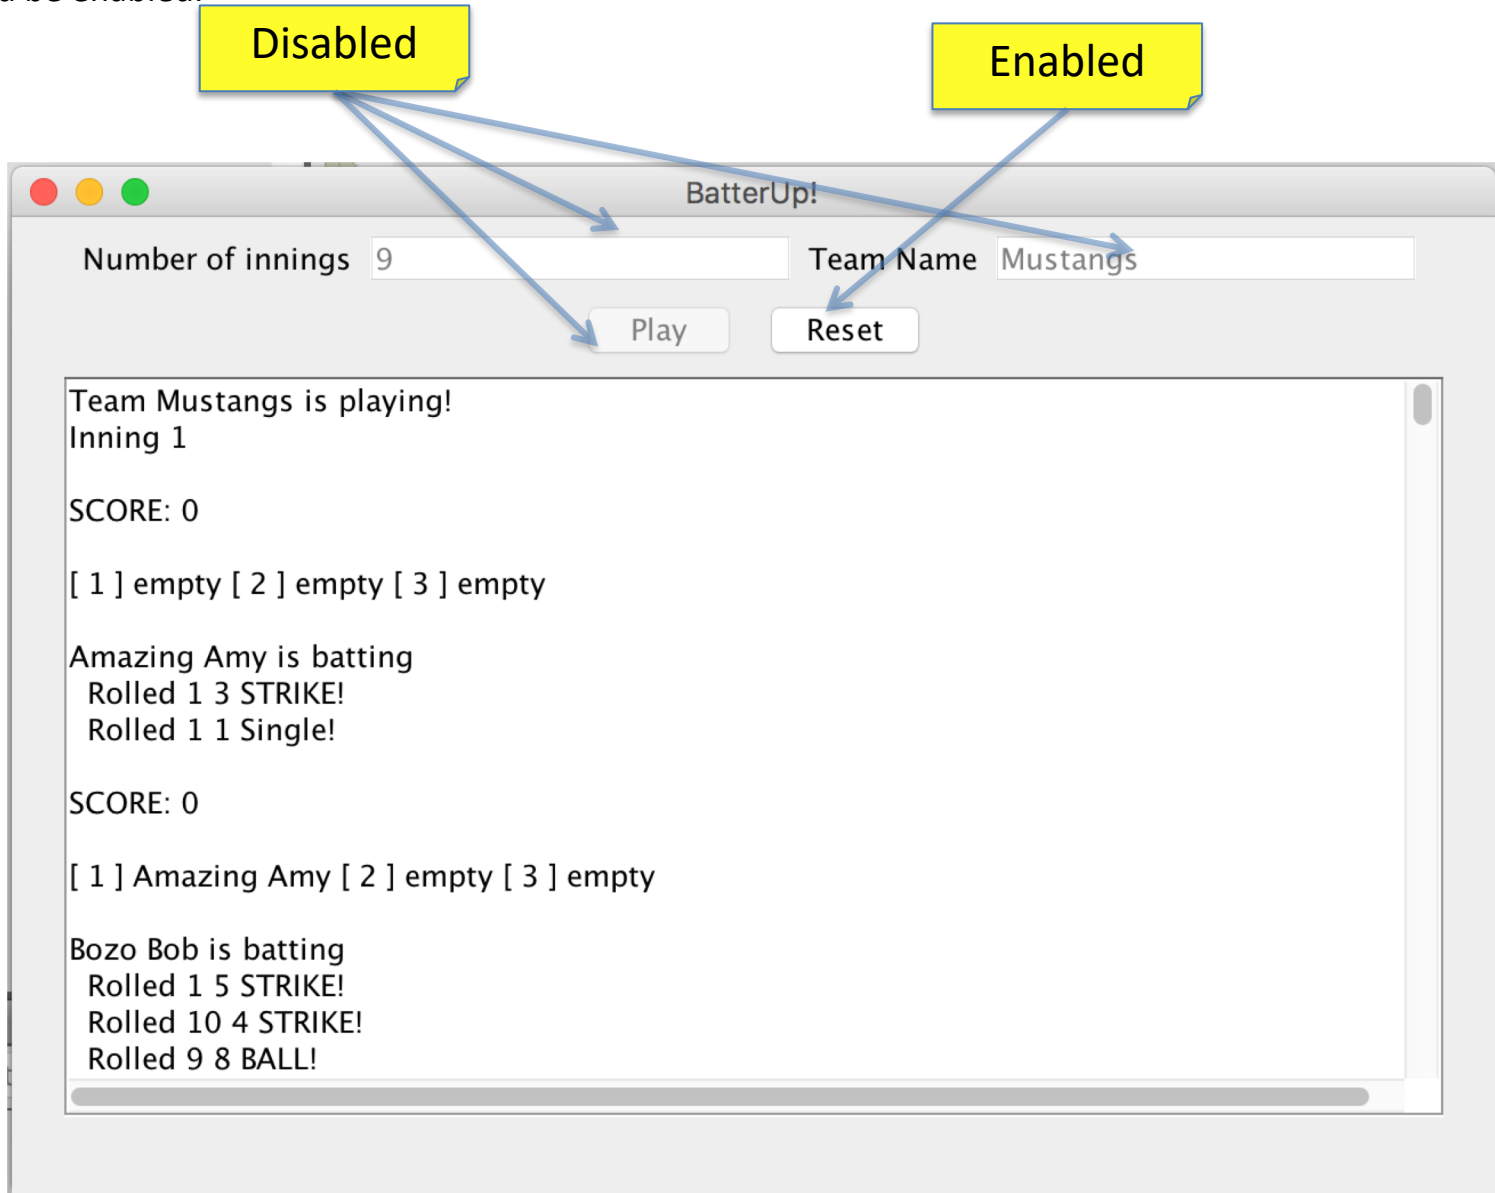 be enabled.
Disabled
Enabled
BatterUp!
Number of innings 9 Team Name Mustangs
Play Reset
Team Mustangs is playing!
Inning 1
SCORE: 0
[ 1 ] empty [ 2 ] empty [ 3 ] empty
Amazing Amy is batting
Rolled 1 3 STRIKE!
Rolled 1 1 Single!
SCORE: 0
[ 1 ] Amazing Amy [ 2 ] empty [ 3 ] empty
Bozo Bob is batting
Rolled 1 5 STRIKE!
Rolled 10 4 STRIKE!
Rolled 9 8 BALL!